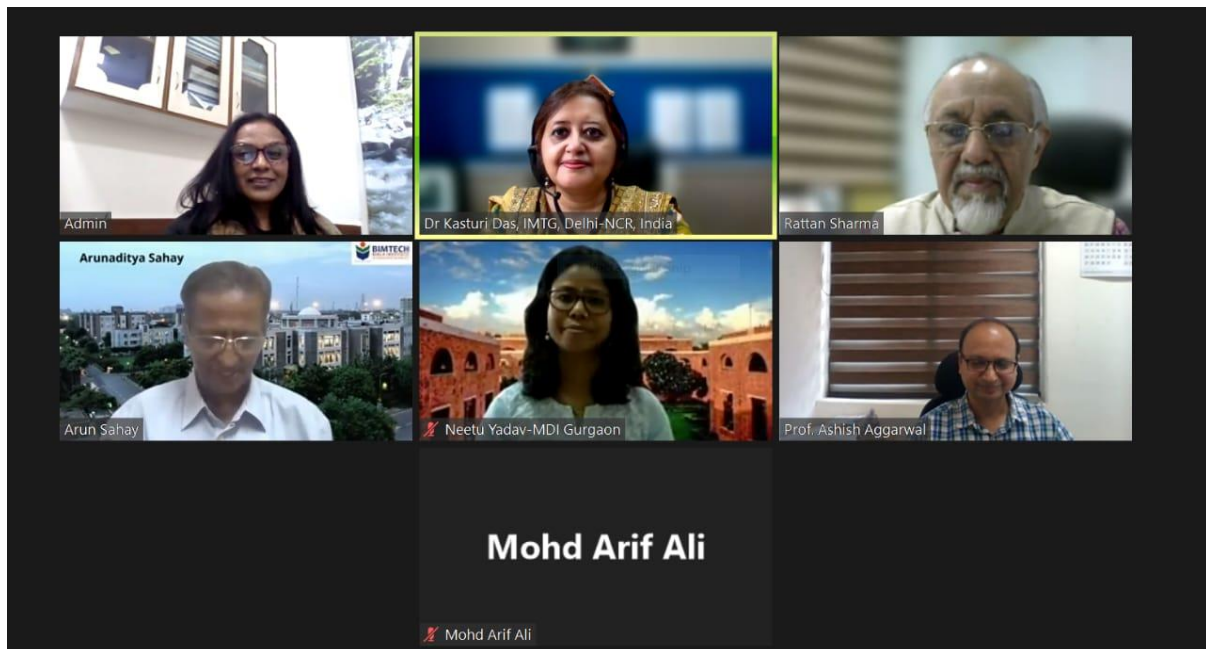 Admin
Dr Kasturi Das, IMTG, Delhi-NCR, India
Rattan Sharma
Arunaditya Sahay
BIMTECH
Arun Sahay
Neetu Yadav-MDI Gurgaon
Prof. Ashish Aggarwal
Mohd Arif Ali
Mohd Arif Ali